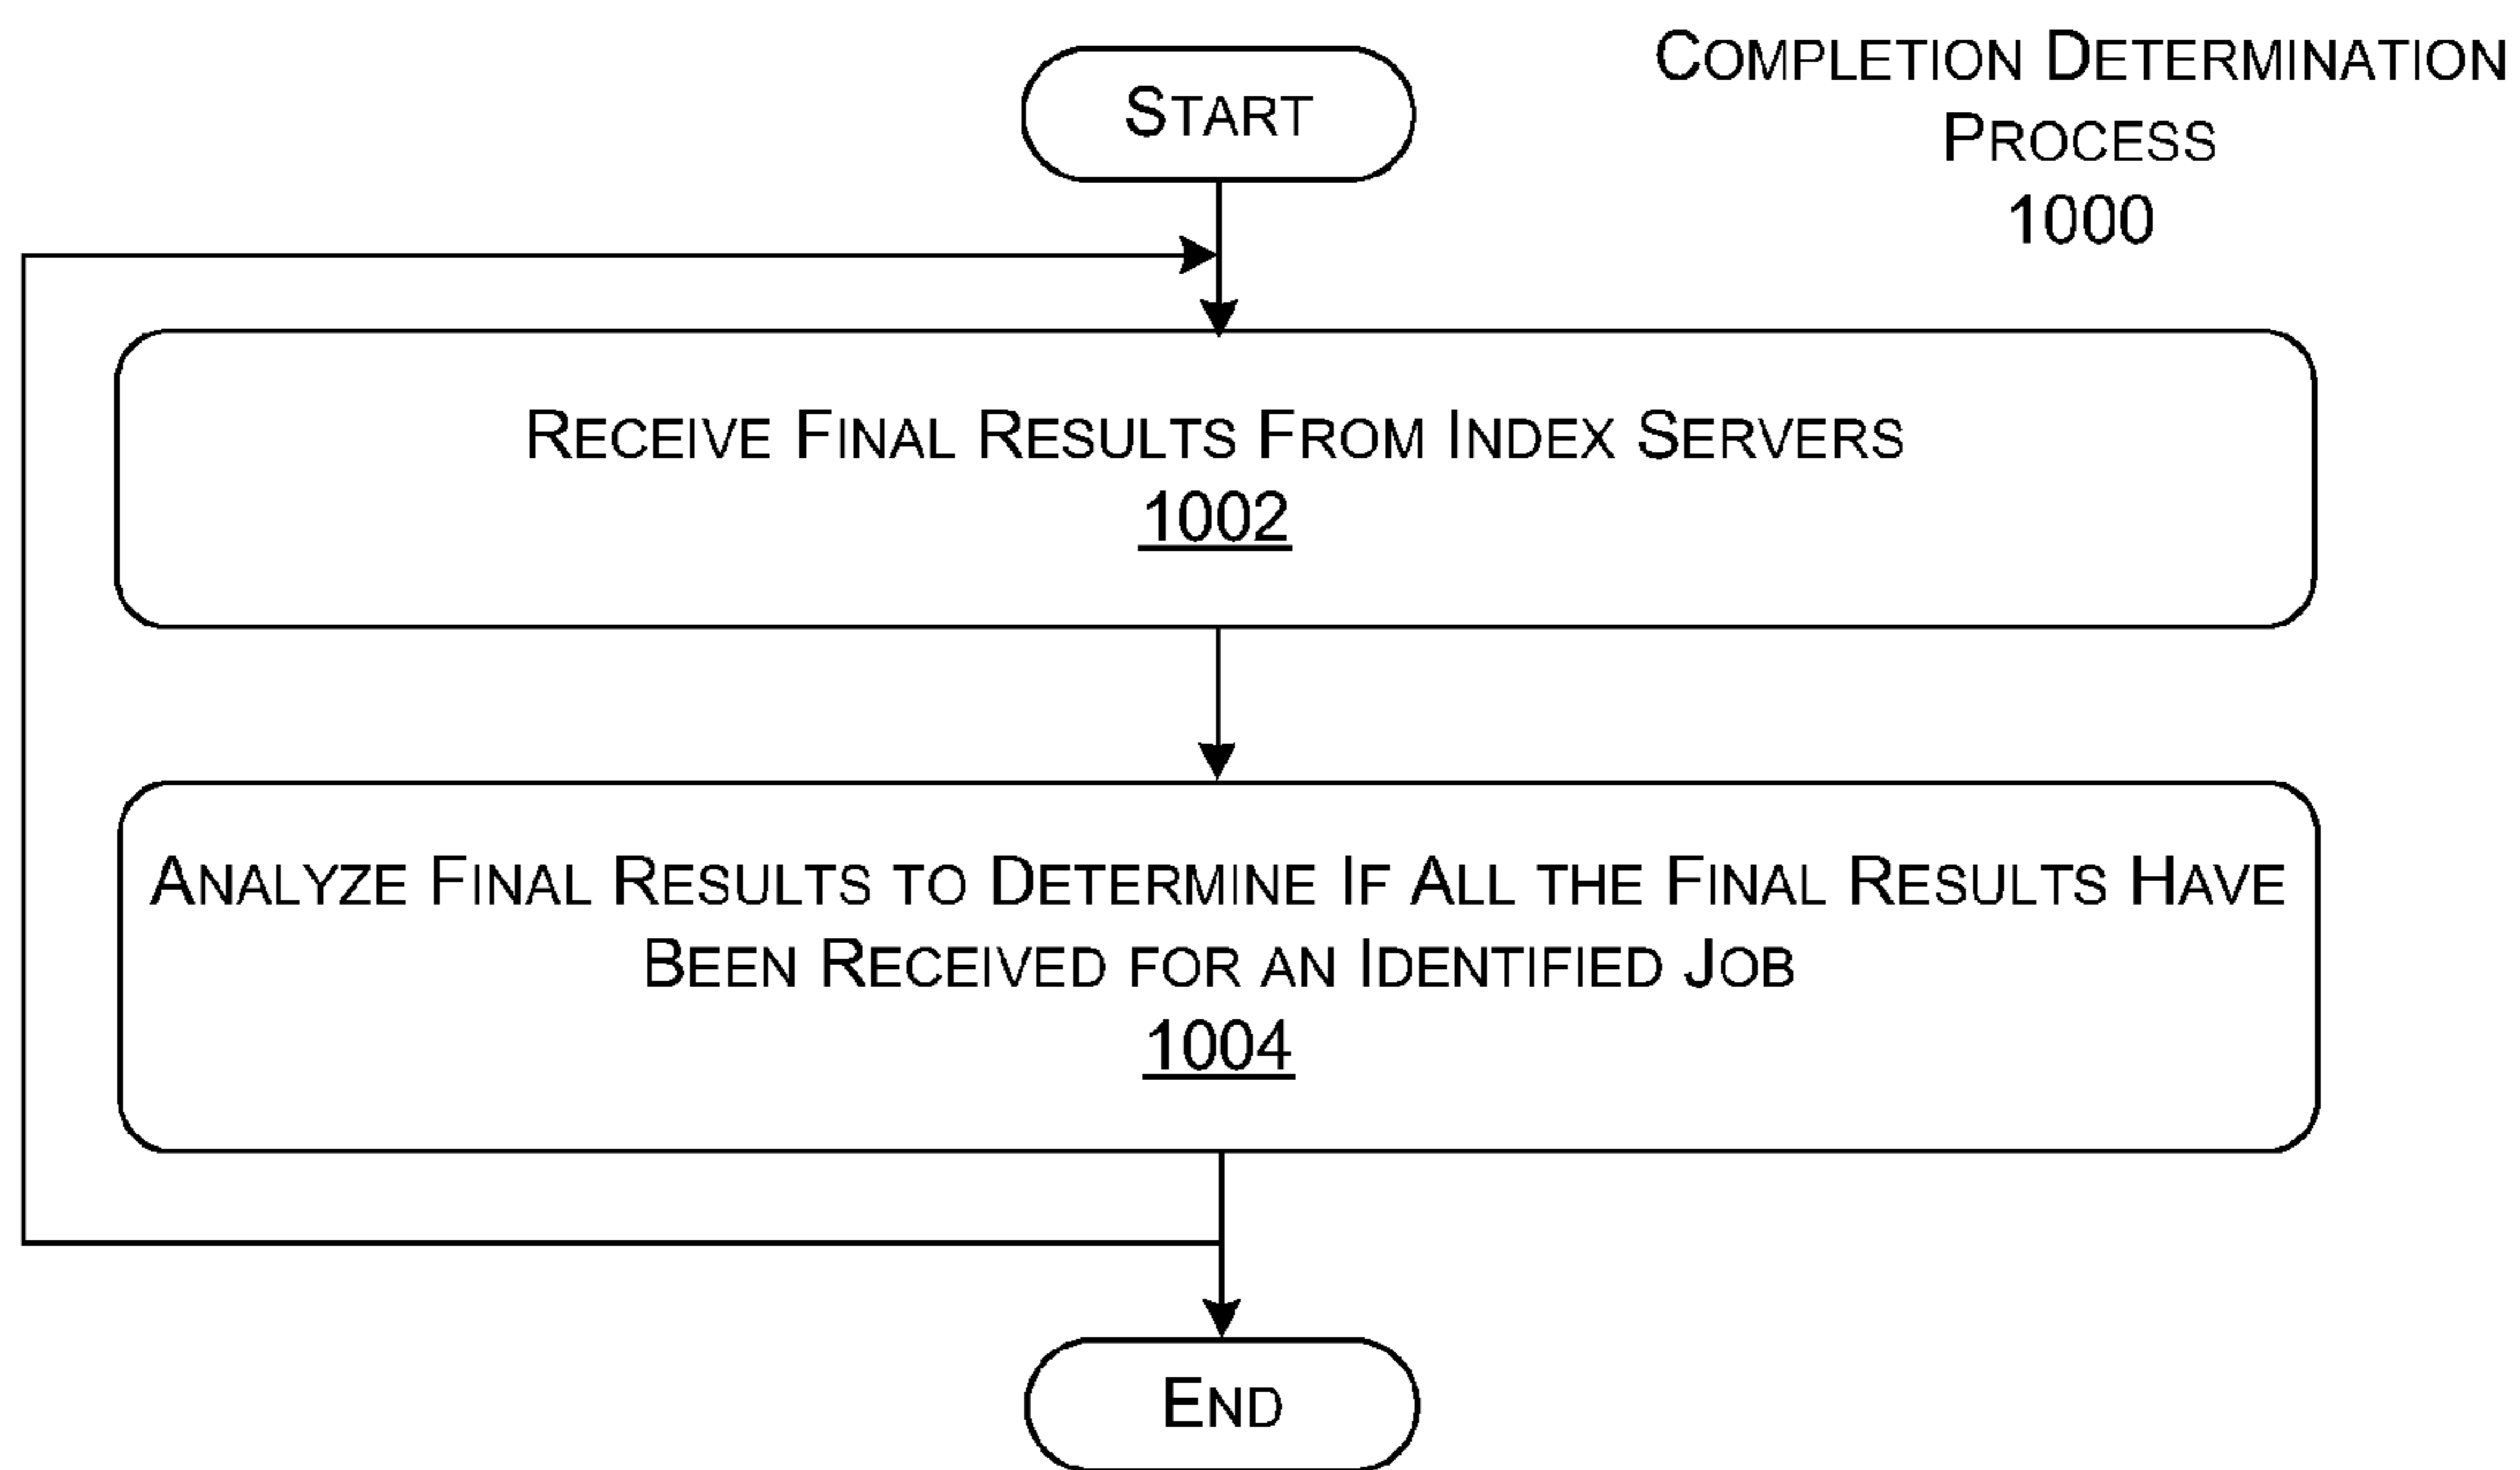 START
COMPLETION DETERMINATION
PROCESS
1000
RECEIVE FINAL RESULTS FROM INDEX SERVERS
1002
ANALYZE FINAL RESULTS TO DETERMINE IF ALL THE FINAL RESULTS HAVE
BEEN RECEIVED FOR AN IDENTIFIED JOB
1004
END